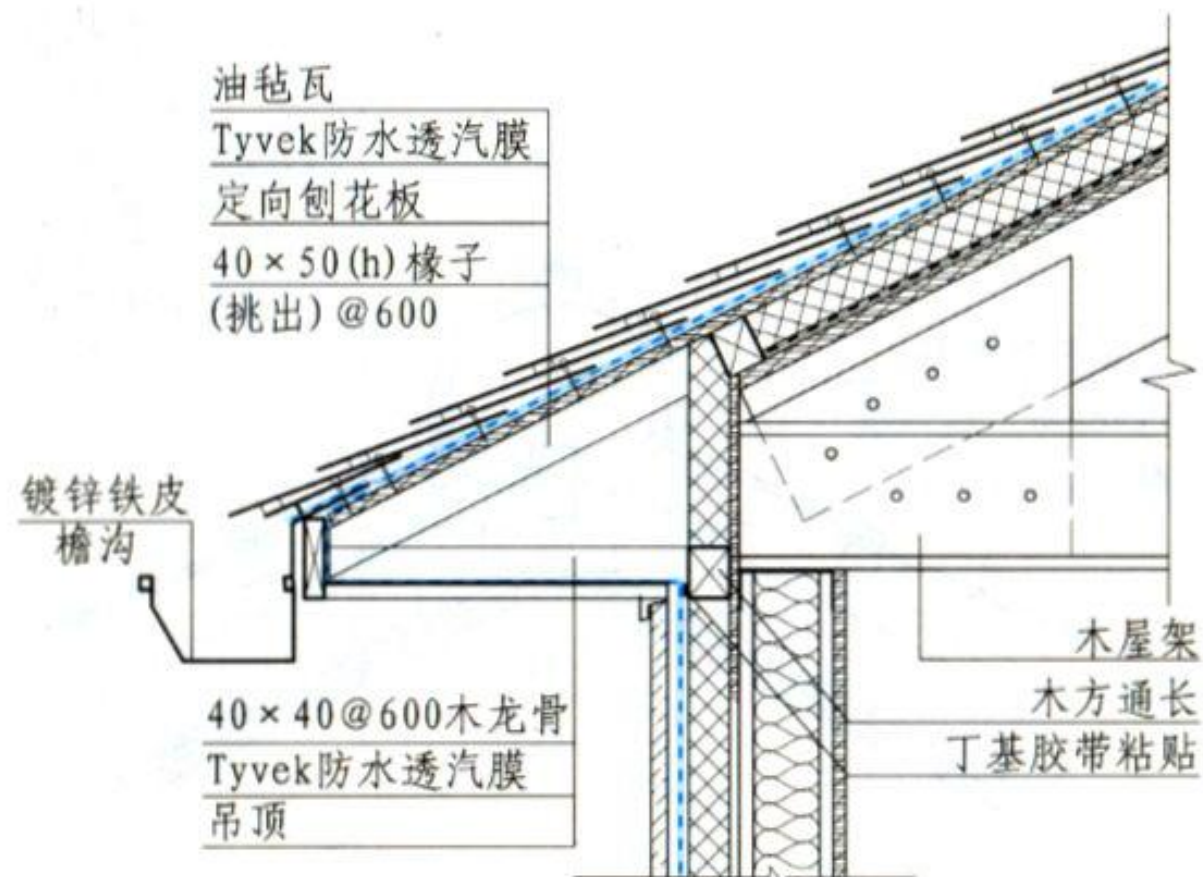 油毡瓦
Tyvek防水透汽膜
定向刨花板
40×50(h)椽子
(挑出)@600
镀锌铁皮
檐沟
40×40@600木龙骨
Tyvek防水透汽膜
吊顶
木屋架
木方通长
丁基胶带粘贴